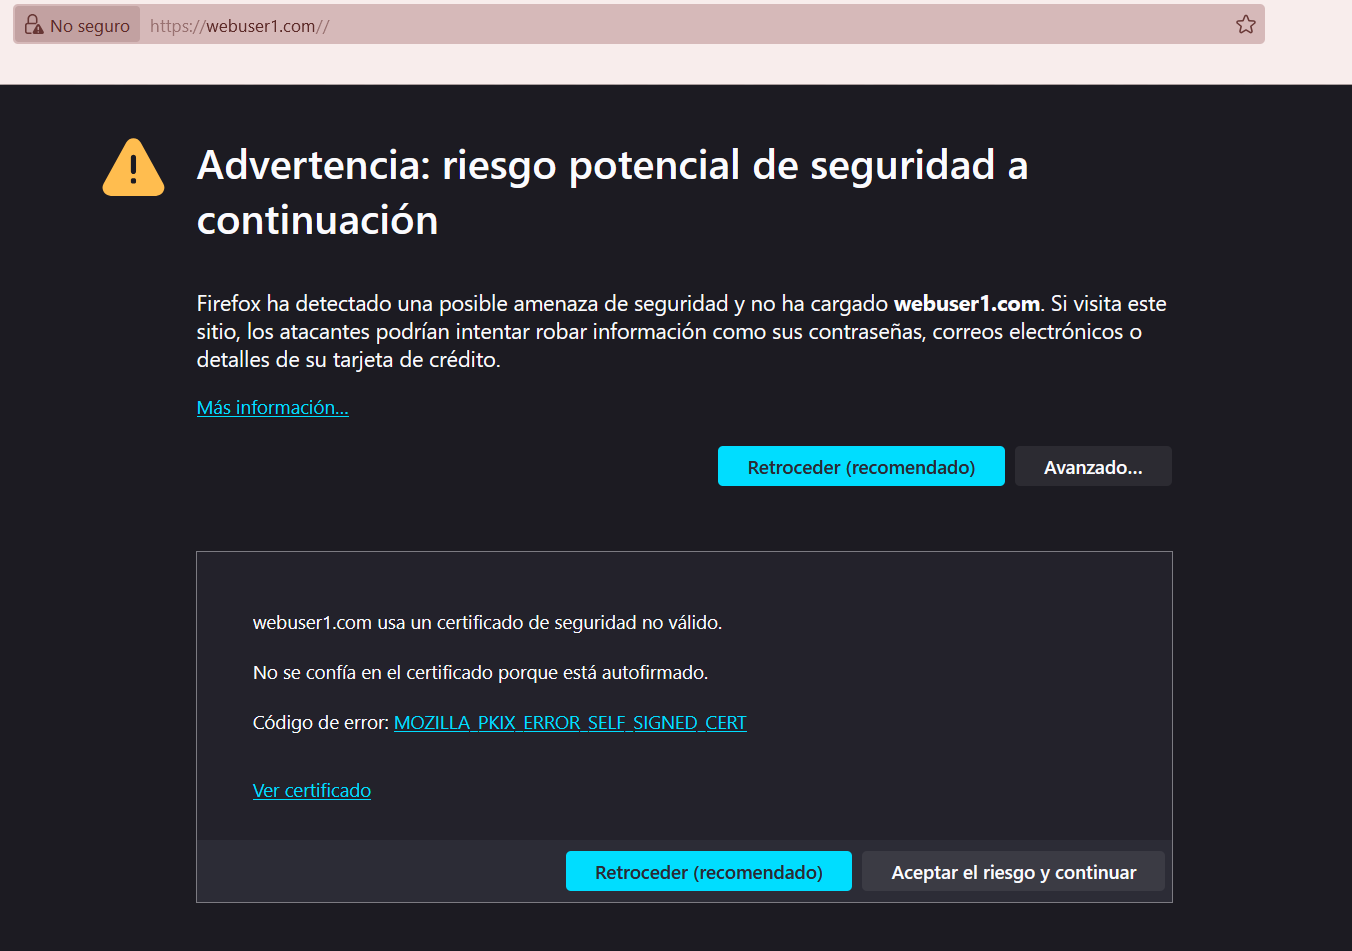 No seguro https://webuser1.com//
Advertencia: riesgo potencial de seguridad a
continuación
Firefox ha detectado una posible amenaza de seguridad y no ha cargado webuser1.com. Si visita este
sitio, los atacantes podrían intentar robar información como sus contraseñas, correos electrónicos o
detalles de su tarjeta de crédito.
Más información...
Retroceder (recomendado) Avanzado...
webuser1.com usa un certificado de seguridad no válido.
No se confía en el certificado porque está autofirmado.
Código de error: MOZILLA_PKIX_ERROR_SELF_SIGNED_CERT
Ver certificado
Retroceder (recomendado) Aceptar el riesgo y continuar